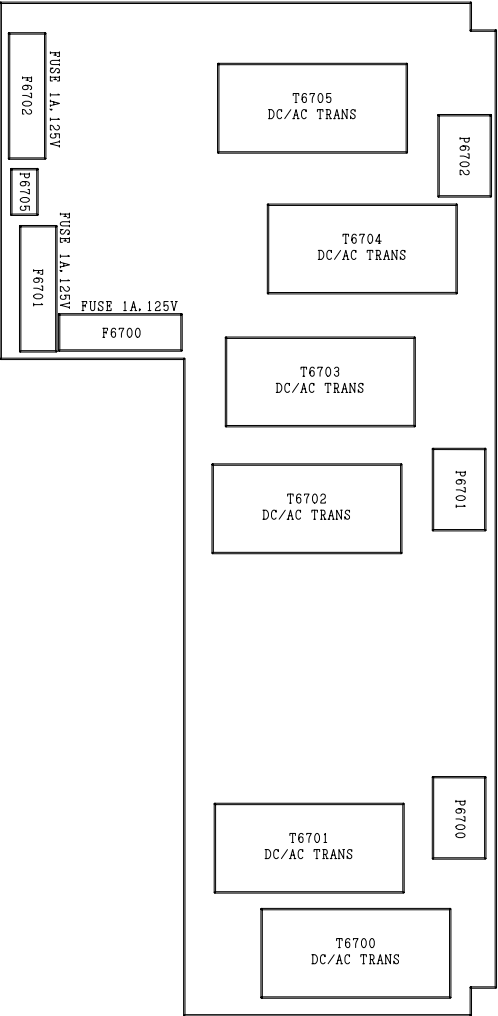 F6702
FUSE 1A, 125V
T6705
DC/AC TRANS
P6702
P6705
T6704
DC/AC TRANS
F6701
FUSE 1A, 125V
FUSE 1A, 125V
F6700
T6703
DC/AC TRANS
T6702
DC/AC TRANS
P6701
T6701
DC/AC TRANS
P6700
T6700
DC/AC TRANS